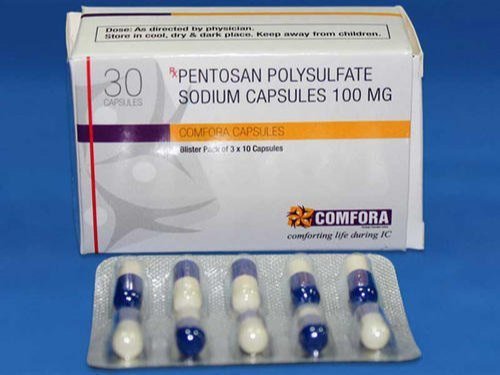 Dose: As directed by physician.
Store in cool, dry & dark place. Keep away from children.
30
CAPSULES
Rx PENTOSAN POLYSULFATE
SODIUM CAPSULES 100 MG
COMFORA CAPSULES
Blister Pack of 3 x 10 Capsules
COMFORA
comforting life during IC